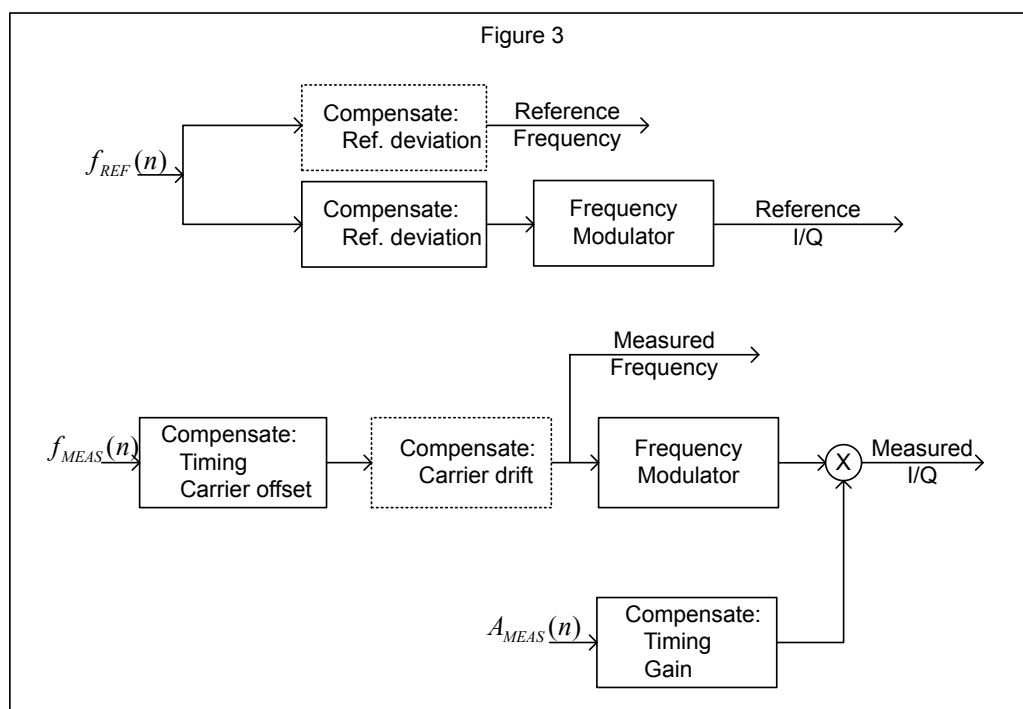 Figure 3
Compensate:
Ref. deviation
Reference
Frequency
f_REF(n)
Compensate:
Ref. deviation
Frequency
Modulator
Reference
I/Q
Measured
Frequency
f_MEAS(n)
Compensate:
Timing
Carrier offset
Compensate:
Carrier drift
Frequency
Modulator
X
Measured
I/Q
A_MEAS(n)
Compensate:
Timing
Gain